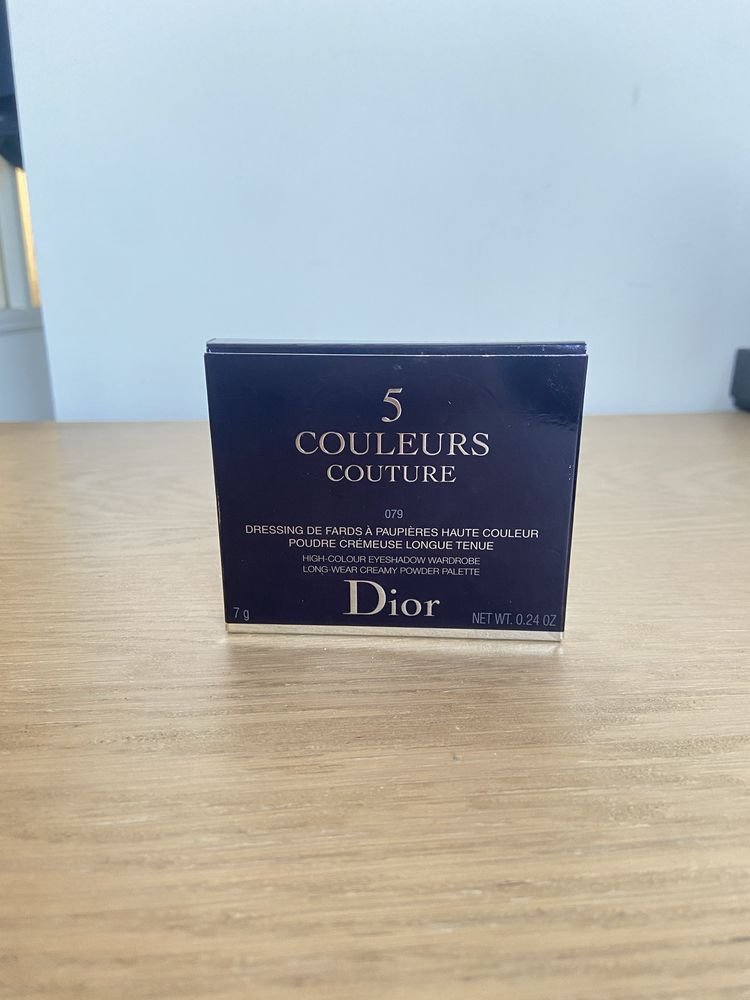 5
COULEURS
COUTURE
079
DRESSING DE FARDS À PAUPIÈRES HAUTE COULEUR
POUDRE CRÉMEUSE LONGUE TENUE
HIGH-COLOUR EYESHADOW WARDROBE
LONG-WEAR CREAMY POWDER PALETTE
Dior
7 g
NET WT. 0.24 OZ